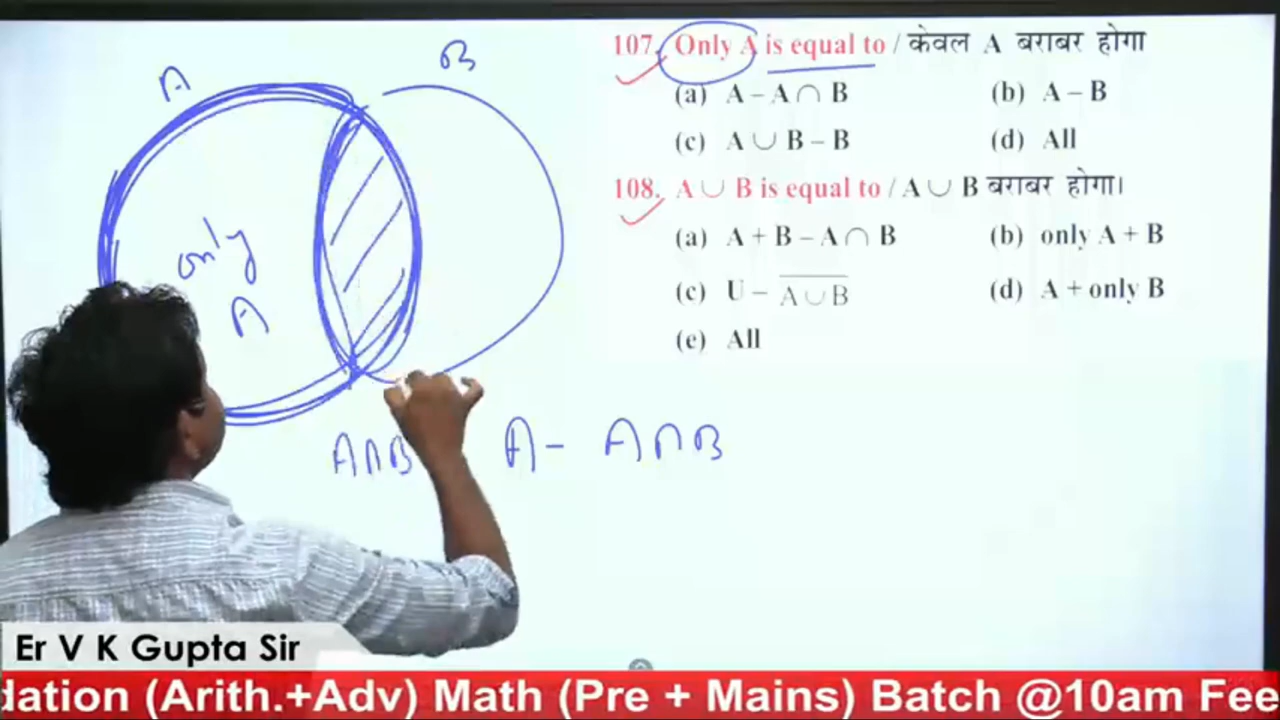 A
B
only
A
A∩B
A- A∩B
107. Only A is equal to / केवल A बराबर होगा
(a) A – A ∩ B (b) A – B
(c) A ∪ B – B (d) All
108. A ∪ B is equal to / A ∪ B बराबर होगा।
(a) A + B – A ∩ B (b) only A + B
(c) U – A̅ ̅∪̅ ̅B̅ (d) A + only B
(e) All
Er V K Gupta Sir
dation (Arith.+Adv) Math (Pre + Mains) Batch @10am Fee